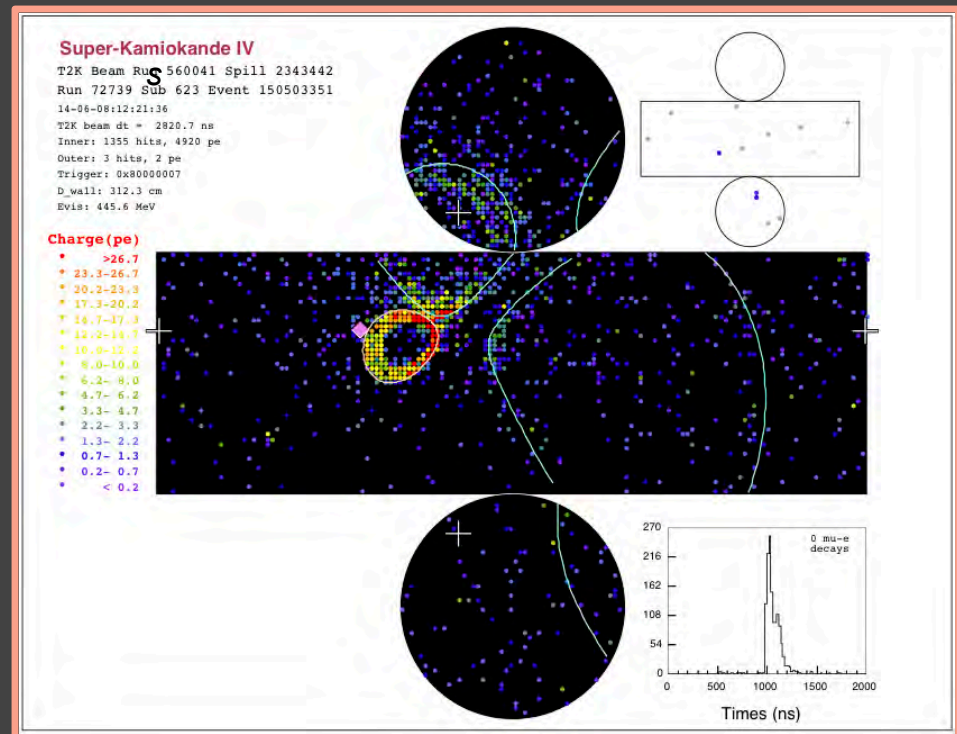 Super-Kamiokande IV
T2K Beam Run 560041 Spill 2343442
S
Run 72739 Sub 623 Event 150503351
14-06-08:12:21:36
T2K beam dt = 2820.7 ns
Inner: 1355 hits, 4920 pe
Outer: 3 hits, 2 pe
Trigger: 0x80000007
D_wall: 312.3 cm
Evis: 445.6 MeV
Charge(pe)
>26.7
23.3-26.7
20.2-23.3
17.3-20.2
10.0-12.2
8.0-10.0
6.2- 8.0
4.7- 6.2
3.3- 4.7
2.2- 3.3
1.3- 2.2
0.7- 1.3
0.2- 0.7
< 0.2
270
0 mu-e
decays
216
162
108
54
0
0 500 1000 1500 2000
Times (ns)